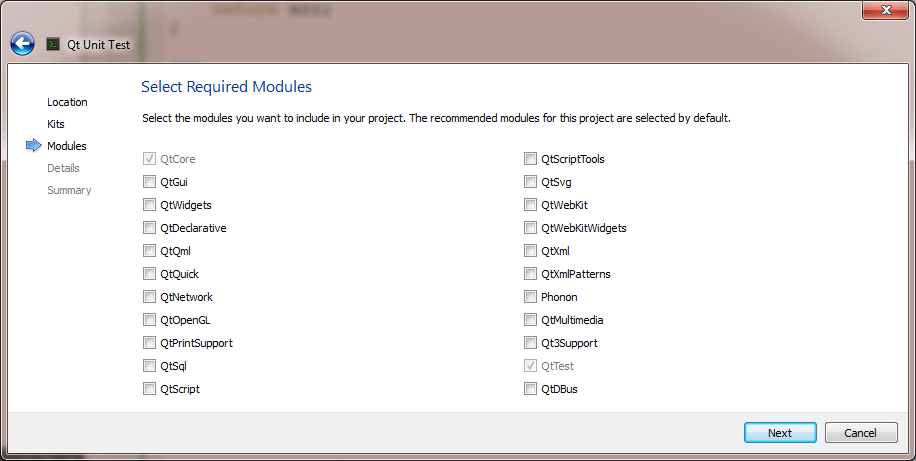 Qt Unit Test
Select Required Modules
Location
Kits
Modules
Details
Summary
Select the modules you want to include in your project. The recommended modules for this project are selected by default.
QtCore
QtGui
QtWidgets
QtDeclarative
QtQml
QtQuick
QtNetwork
QtOpenGL
QtPrintSupport
QtSql
QtScript
QtScriptTools
QtSvg
QtWebKit
QtWebKitWidgets
QtXml
QtXmlPatterns
Phonon
QtMultimedia
Qt3Support
QtTest
QtDBus
Next
Cancel